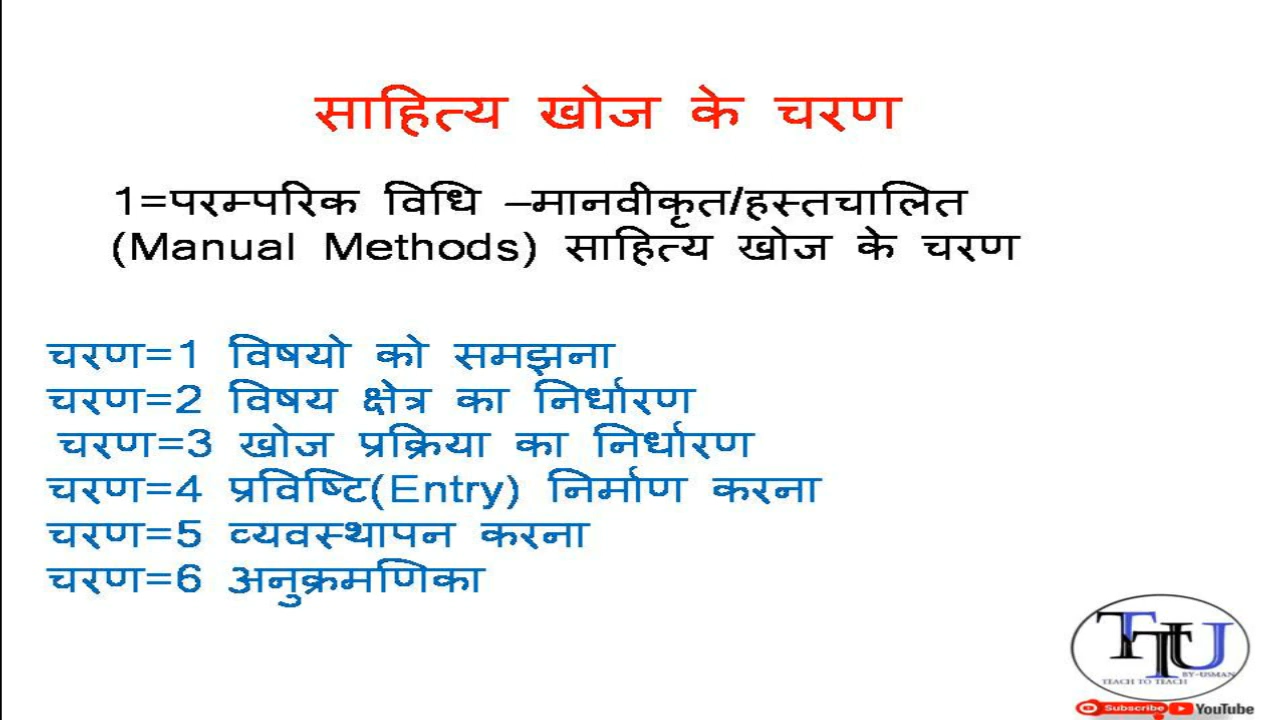 साहित्य खोज के चरण
1=परम्परिक विधि –मानवीकृत/हस्तचालित
(Manual Methods) साहित्य खोज के चरण
चरण=1 विषयो को समझना
चरण=2 विषय क्षेत्र का निर्धारण
चरण=3 खोज प्रक्रिया का निर्धारण
चरण=4 प्रविष्टि(Entry) निर्माण करना
चरण=5 व्यवस्थापन करना
चरण=6 अनुक्रमणिका
TTU
BY-USMAN
TEACH TO TEACH
Subscribe YouTube